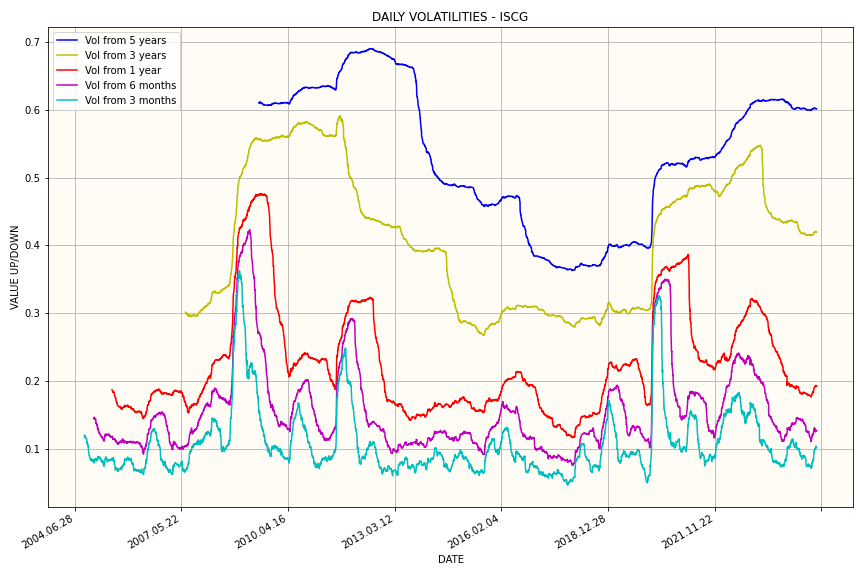 DAILY VOLATILITIES - ISCG
Vol from 5 years
Vol from 3 years
Vol from 1 year
Vol from 6 months
Vol from 3 months
VALUE UP/DOWN
0.7
0.6
0.5
0.4
0.3
0.2
0.1
2004.06.28
2007.05.22
2010.04.16
2013.03.12
2016.02.04
2018.12.28
2021.11.22
DATE